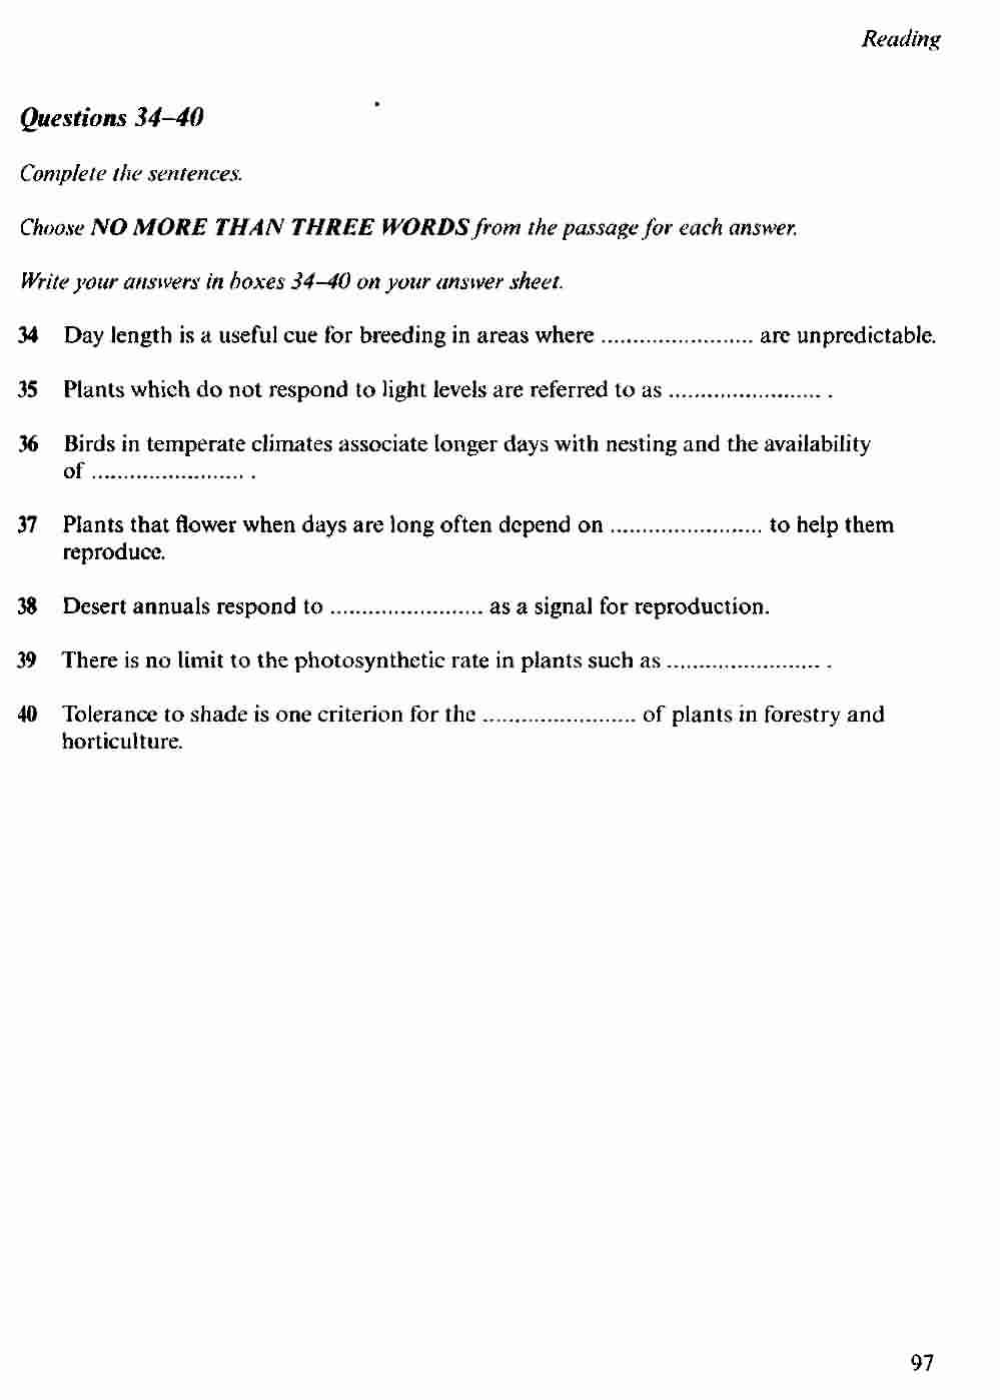 Reading
Questions 34–40
Complete the sentences.
Choose NO MORE THAN THREE WORDS from the passage for each answer.
Write your answers in boxes 34–40 on your answer sheet.
34 Day length is a useful cue for breeding in areas where ........................ are unpredictable.
35 Plants which do not respond to light levels are referred to as ........................ .
36 Birds in temperate climates associate longer days with nesting and the availability
of ........................ .
37 Plants that flower when days are long often depend on ........................ to help them
reproduce.
38 Desert annuals respond to ........................ as a signal for reproduction.
39 There is no limit to the photosynthetic rate in plants such as ........................ .
40 Tolerance to shade is one criterion for the ........................ of plants in forestry and
horticulture.
97